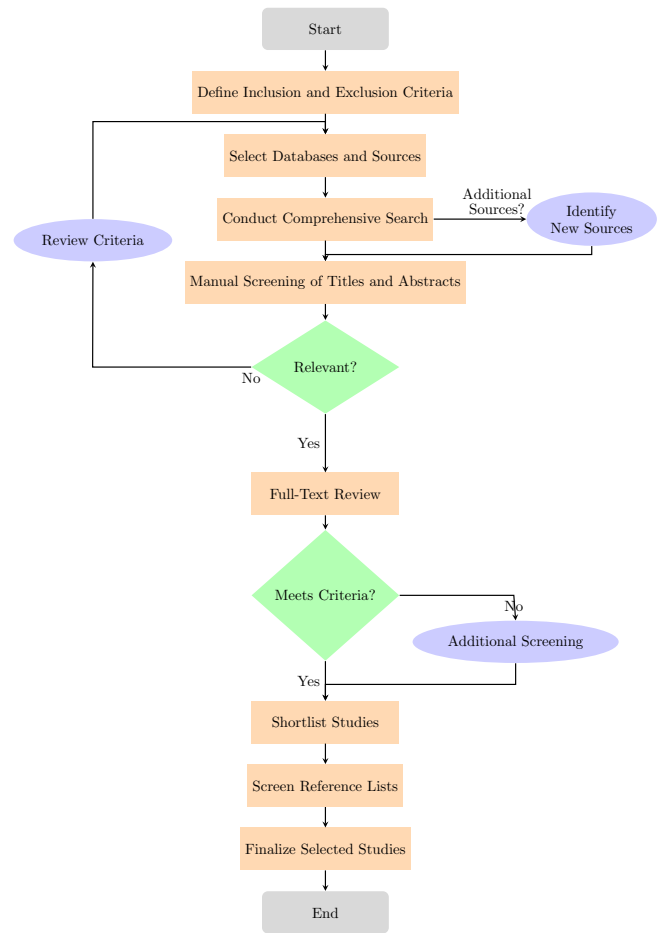 Start
Define Inclusion and Exclusion Criteria
Select Databases and Sources
Conduct Comprehensive Search
Additional
Sources?
Identify
New Sources
Review Criteria
Manual Screening of Titles and Abstracts
Relevant?
No
Yes
Full-Text Review
Meets Criteria?
No
Additional Screening
Yes
Shortlist Studies
Screen Reference Lists
Finalize Selected Studies
End